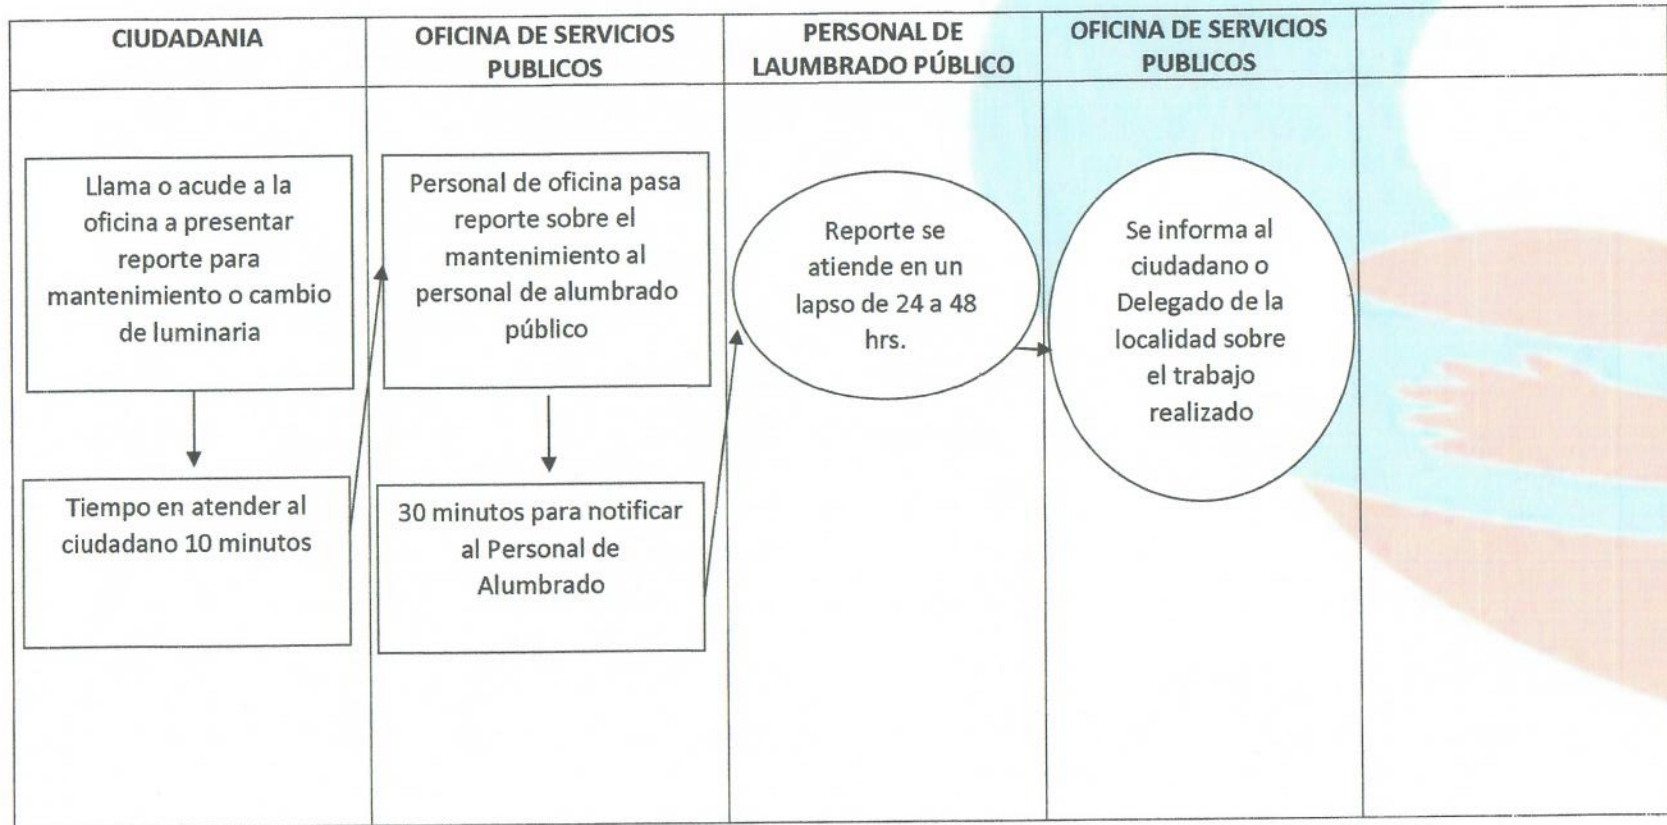 CIUDADANIA
OFICINA DE SERVICIOS
PUBLICOS
PERSONAL DE
LAUMBRADO PÚBLICO
OFICINA DE SERVICIOS
PUBLICOS
Llama o acude a la
oficina a presentar
reporte para
mantenimiento o cambio
de luminaria
Tiempo en atender al
ciudadano 10 minutos
Personal de oficina pasa
reporte sobre el
mantenimiento al
personal de alumbrado
público
30 minutos para notificar
al Personal de
Alumbrado
Reporte se
atiende en un
lapso de 24 a 48
hrs.
Se informa al
ciudadano o
Delegado de la
localidad sobre
el trabajo
realizado